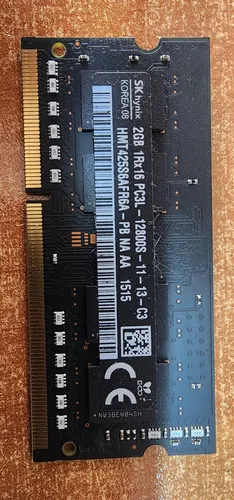 SK hynix
KOREA 08
2GB 1Rx16 PC3L-12800S-11-13-C3
HMT425S6AFR6A-PB NA AA 1515